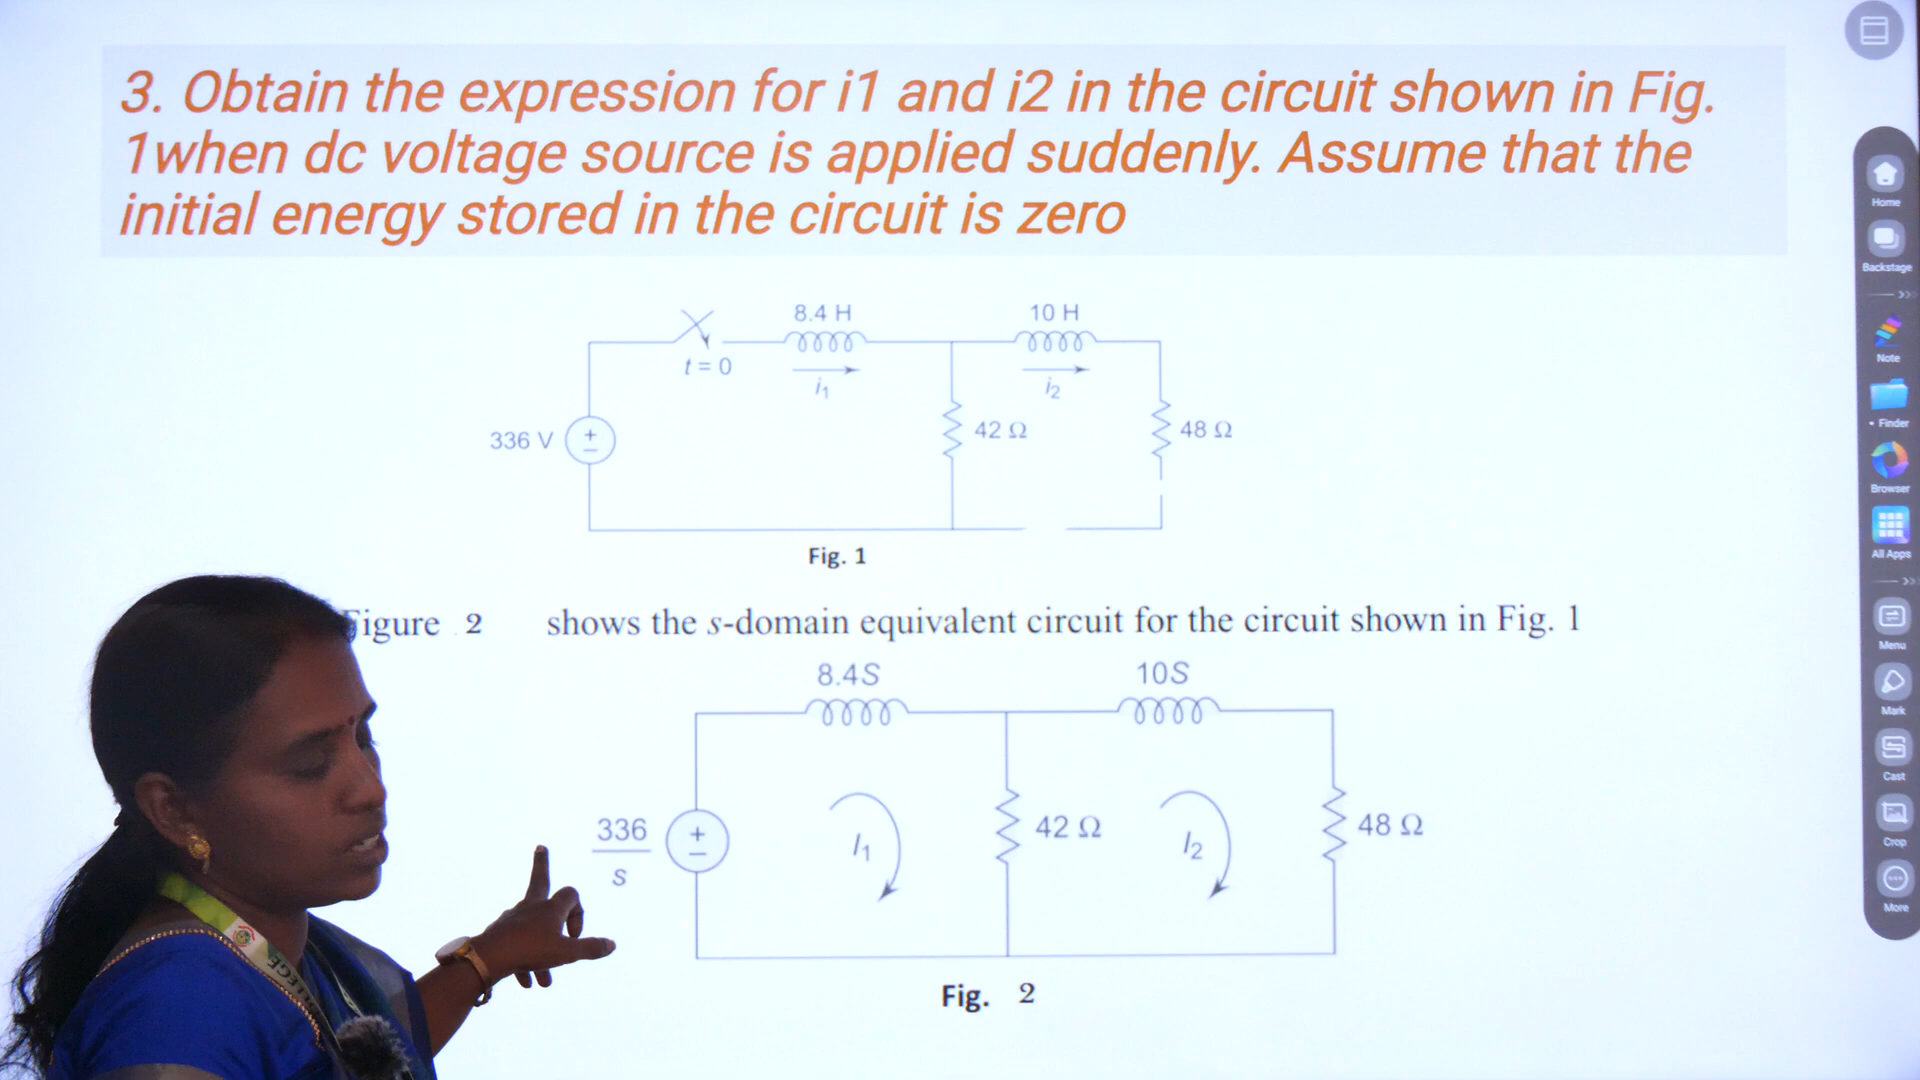 3. Obtain the expression for i1 and i2 in the circuit shown in Fig.
1when dc voltage source is applied suddenly. Assume that the
initial energy stored in the circuit is zero
8.4 H
10 H
t = 0
i1
i2
336 V
+
−
42 Ω
48 Ω
Fig. 1
Figure 2 shows the s-domain equivalent circuit for the circuit shown in Fig. 1
8.4S
10S
336
S
+
−
I1
42 Ω
I2
48 Ω
Fig. 2
Home
Backstage
Note
• Finder
Browser
All Apps
Menu
Mark
Cast
Crop
More